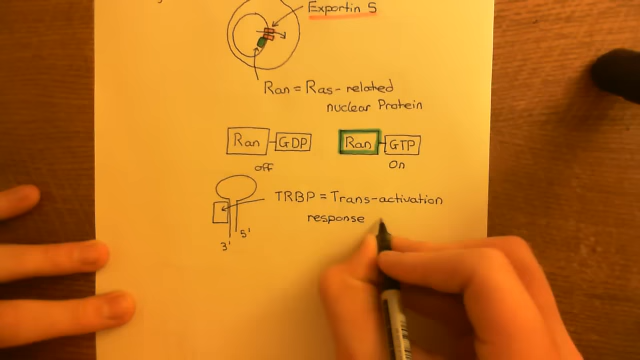 Exportin 5
Ran = Ras-related
nuclear Protein
Ran GDP Ran GTP
off On
TRBP = Trans-activation
response
5'
3'